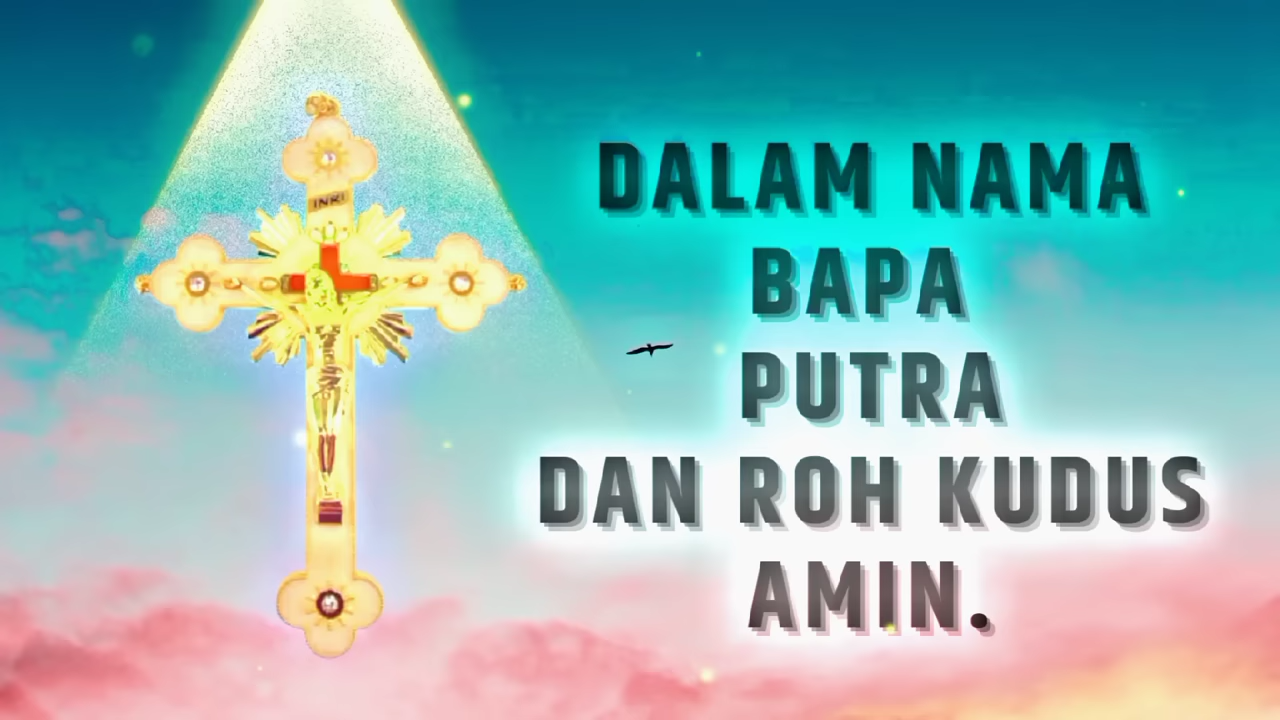 INRI
DALAM NAMA
BAPA
PUTRA
DAN ROH KUDUS
AMIN.